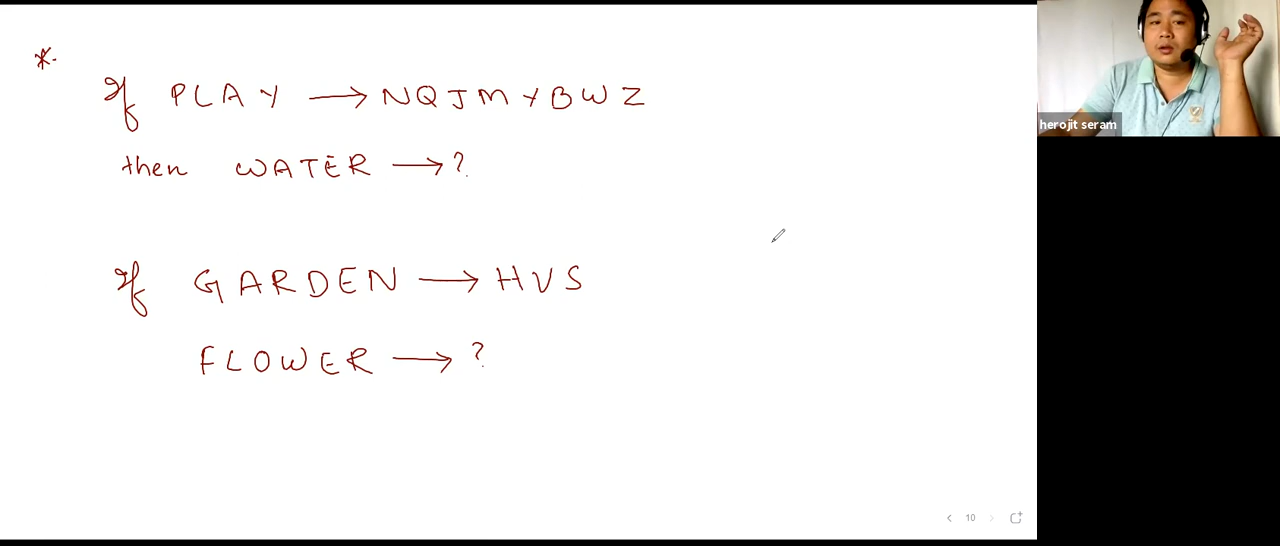 *.
If PLAY → NQJMYBWZ
then WATER → ?
If GARDEN → HVS
FLOWER → ?
herojit seram
10